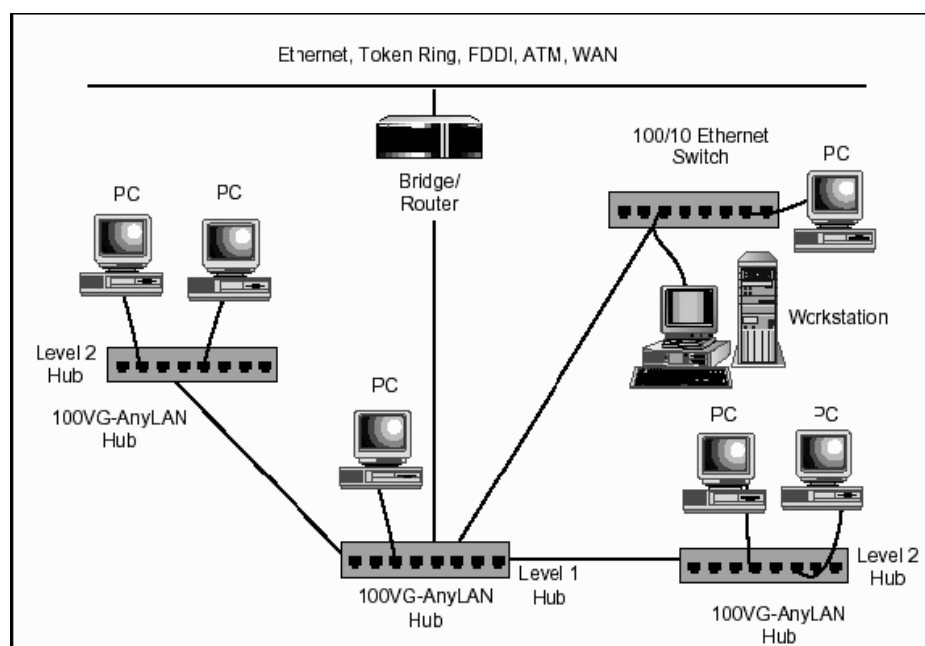 Ethernet, Token Ring, FDDI, ATM, WAN
100/10 Ethernet
Switch
PC
Bridge/
Router
PC
PC
Workstation
Level 2
Hub
100VG-AnyLAN
Hub
PC
PC
PC
Level 1
Hub
100VG-AnyLAN
Hub
Level 2
Hub
100VG-AnyLAN
Hub